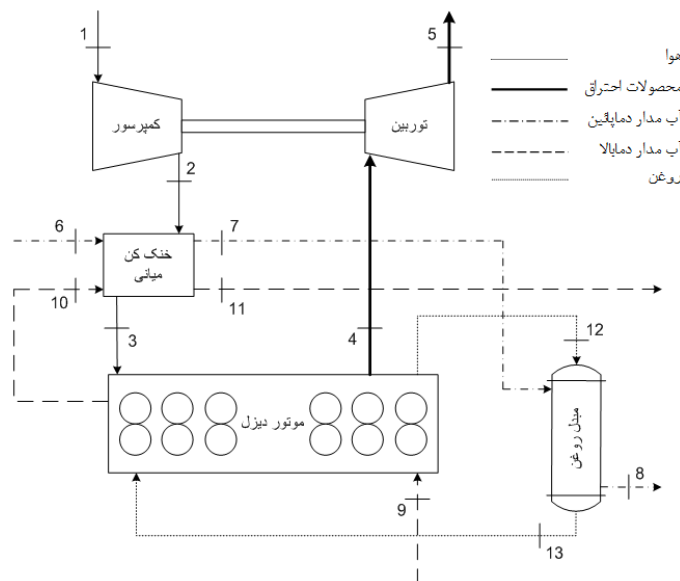 1
5
هوا
محصولات احتراق
آب مدار دماپائین
آب مدار دمابالا
روغن
کمپرسور
توربین
2
6
7
خنک کن
میانی
10
11
3
4
12
موتور دیزل
مبدل روغن
8
9
13